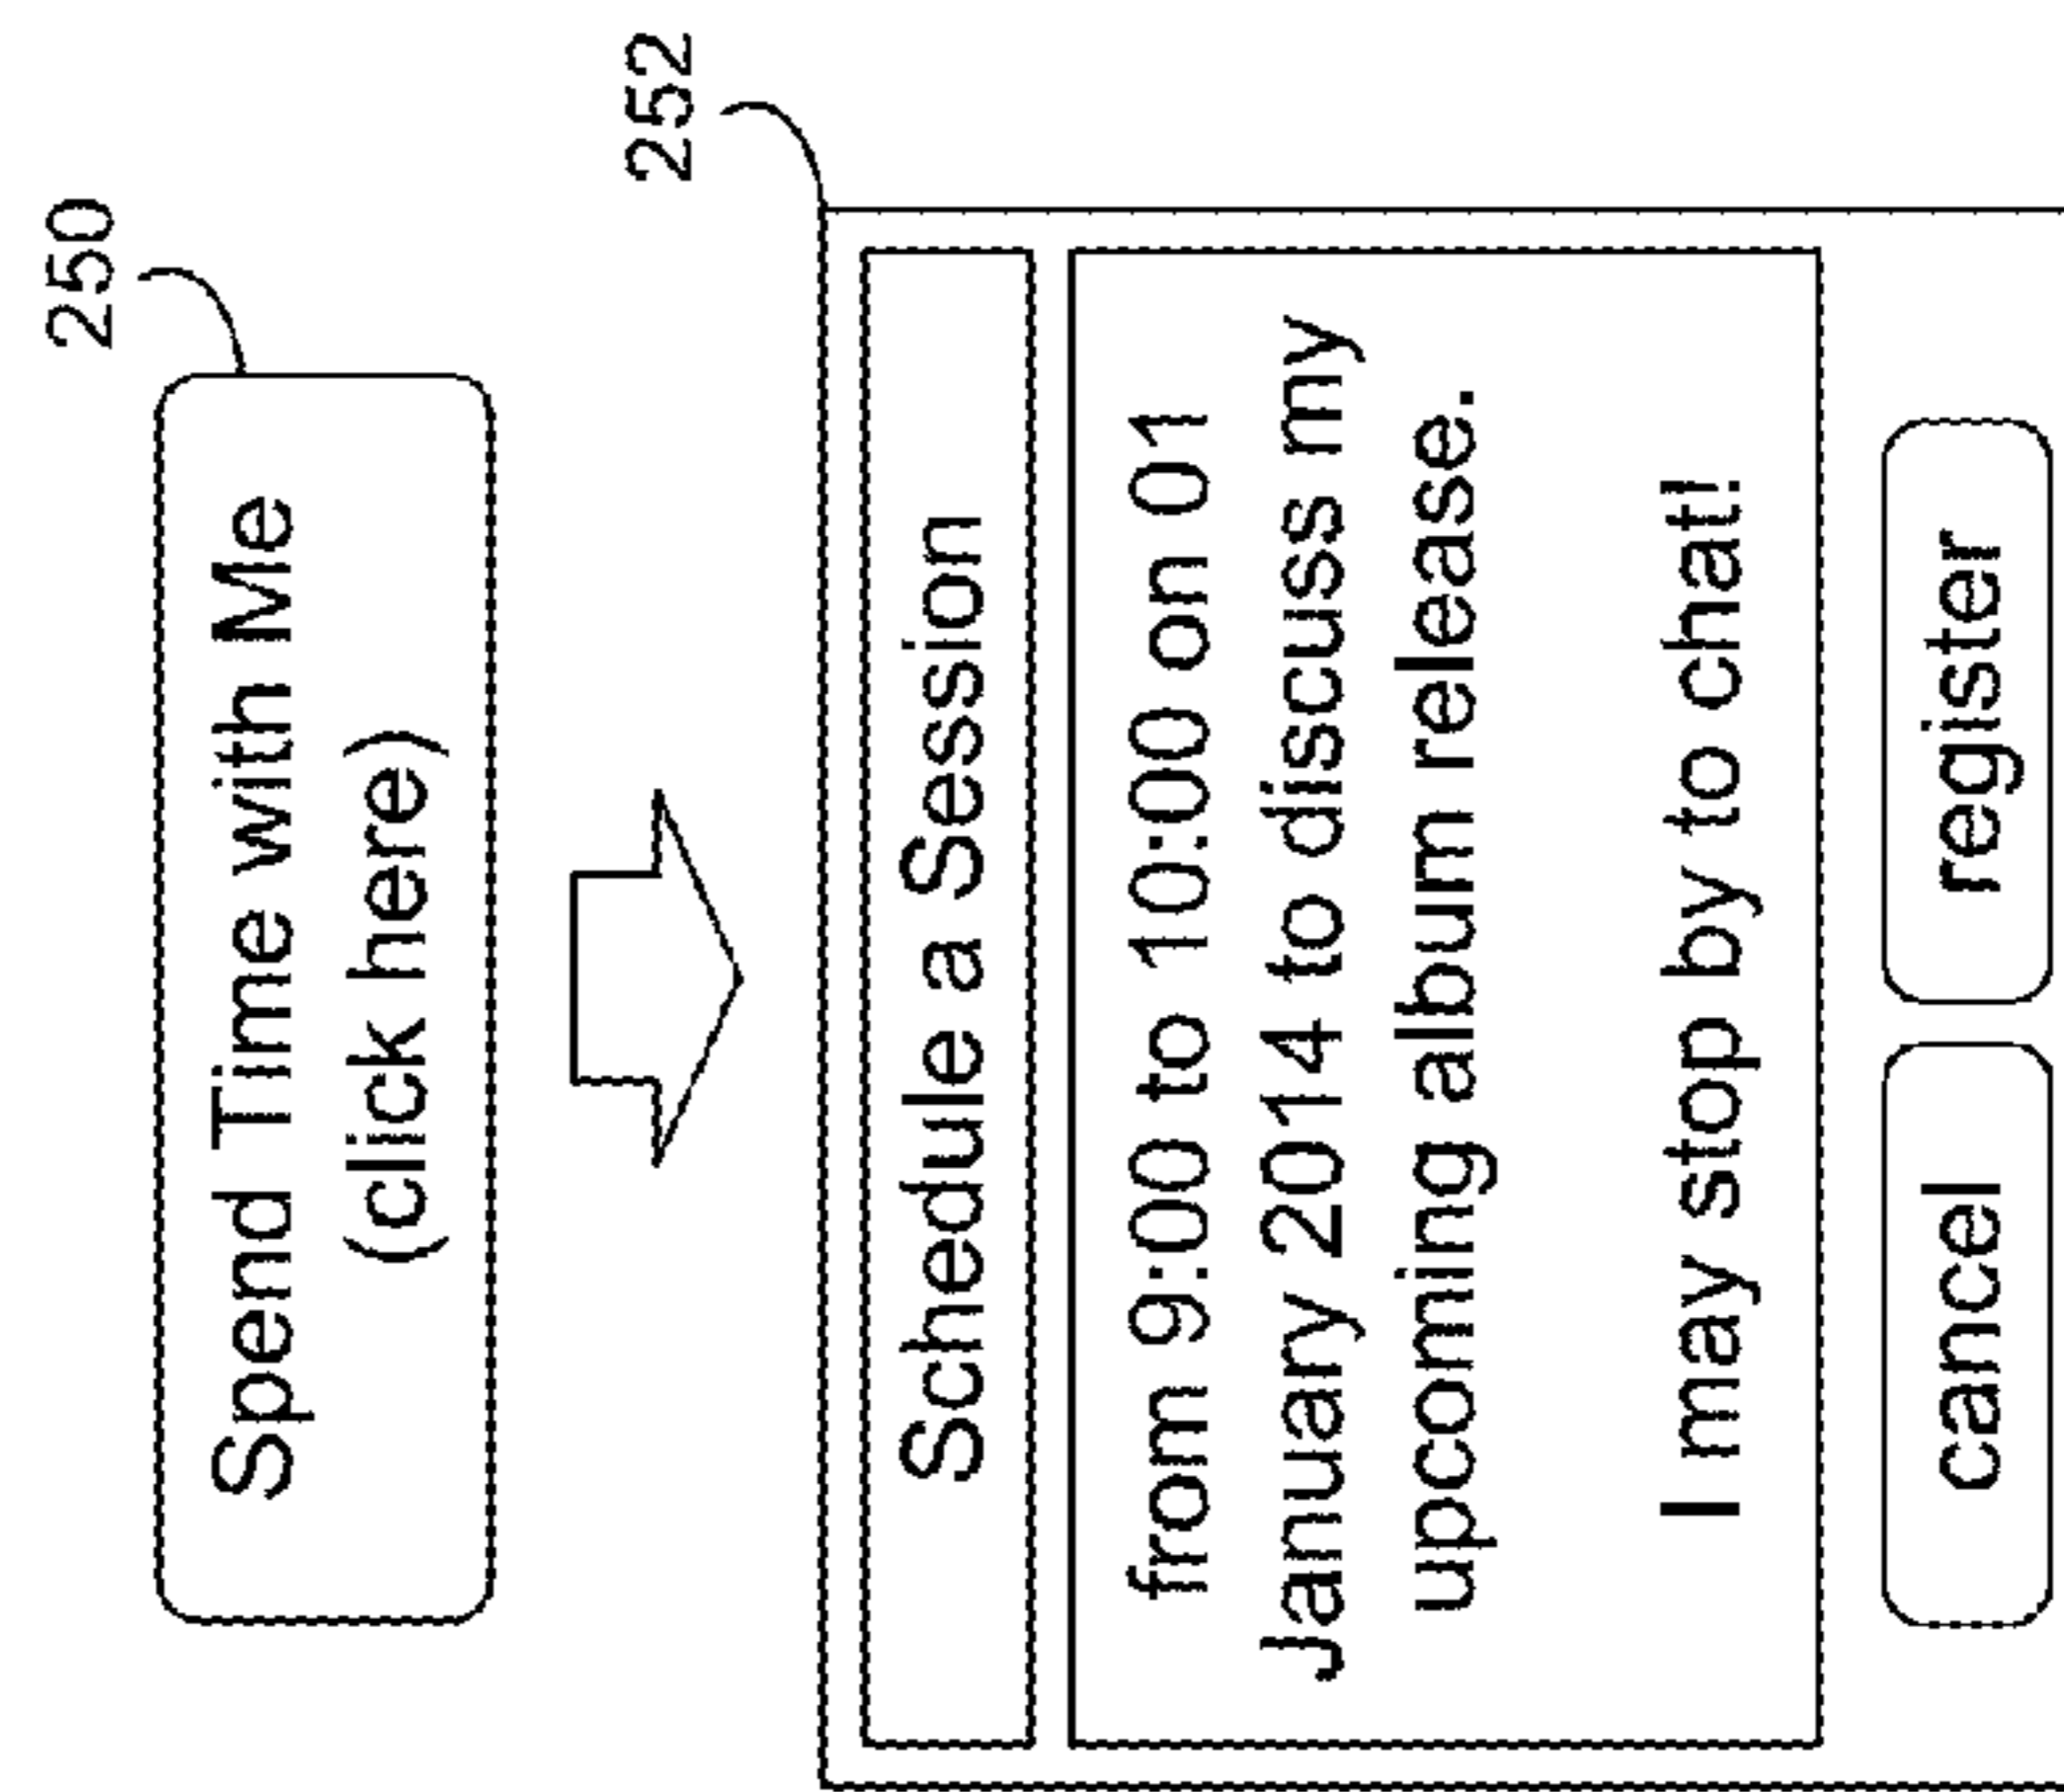 250
Spend Time with Me
(click here)
252
Schedule a Session
from 9:00 to 10:00 on 01
January 2014 to discuss my
upcoming album release.
I may stop by to chat!
cancel
register